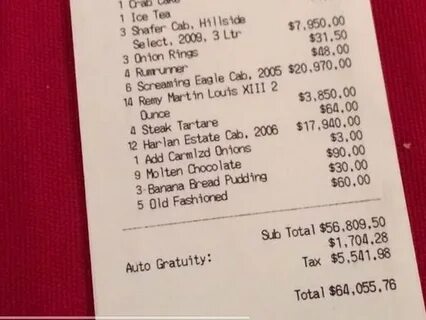 1 Ice Tea
3 Shafer Cab, Hillside
Select, 2009, 3 Ltr $7,950.00
3 Onion Rings $31.50
4 Rumrunner $48.00
6 Screaming Eagle Cab, 2005 $20,970.00
14 Remy Martin Louis XIII 2
Ounce $3,850.00
4 Steak Tartare $64.00
12 Harlan Estate Cab, 2006 $17,940.00
1 Add Carmlzd Onions $3.00
9 Molten Chocolate $90.00
3 Banana Bread Pudding $30.00
5 Old Fashioned $60.00
Sub Total $56,809.50
Auto Gratuity: $1,704.28
Tax $5,541.98
Total $64,055.76